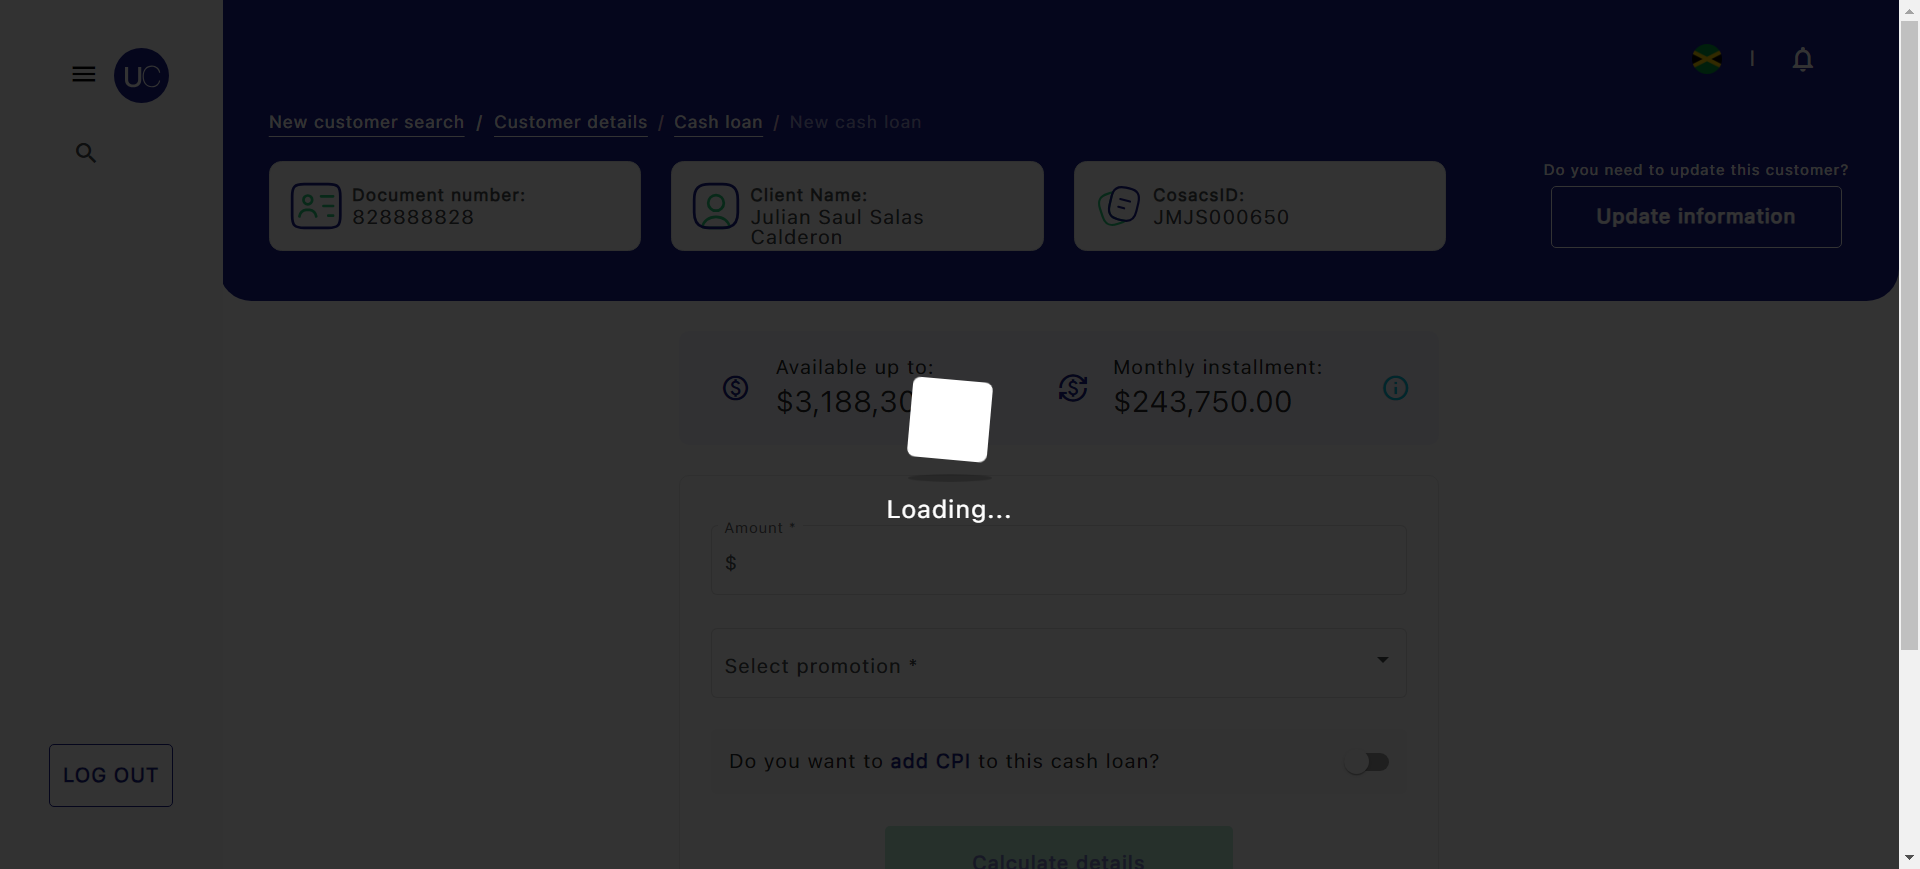 UC
New customer search / Customer details / Cash loan / New cash loan
Document number:
828888828
Client Name:
Julian Saul Salas
Calderon
CosacsID:
JMJS000650
Do you need to update this customer?
Update information
Available up to:
$3,188,30
Monthly installment:
$243,750.00
Loading...
Amount *
$
Select promotion *
Do you want to add CPI to this cash loan?
LOG OUT
Calculate details